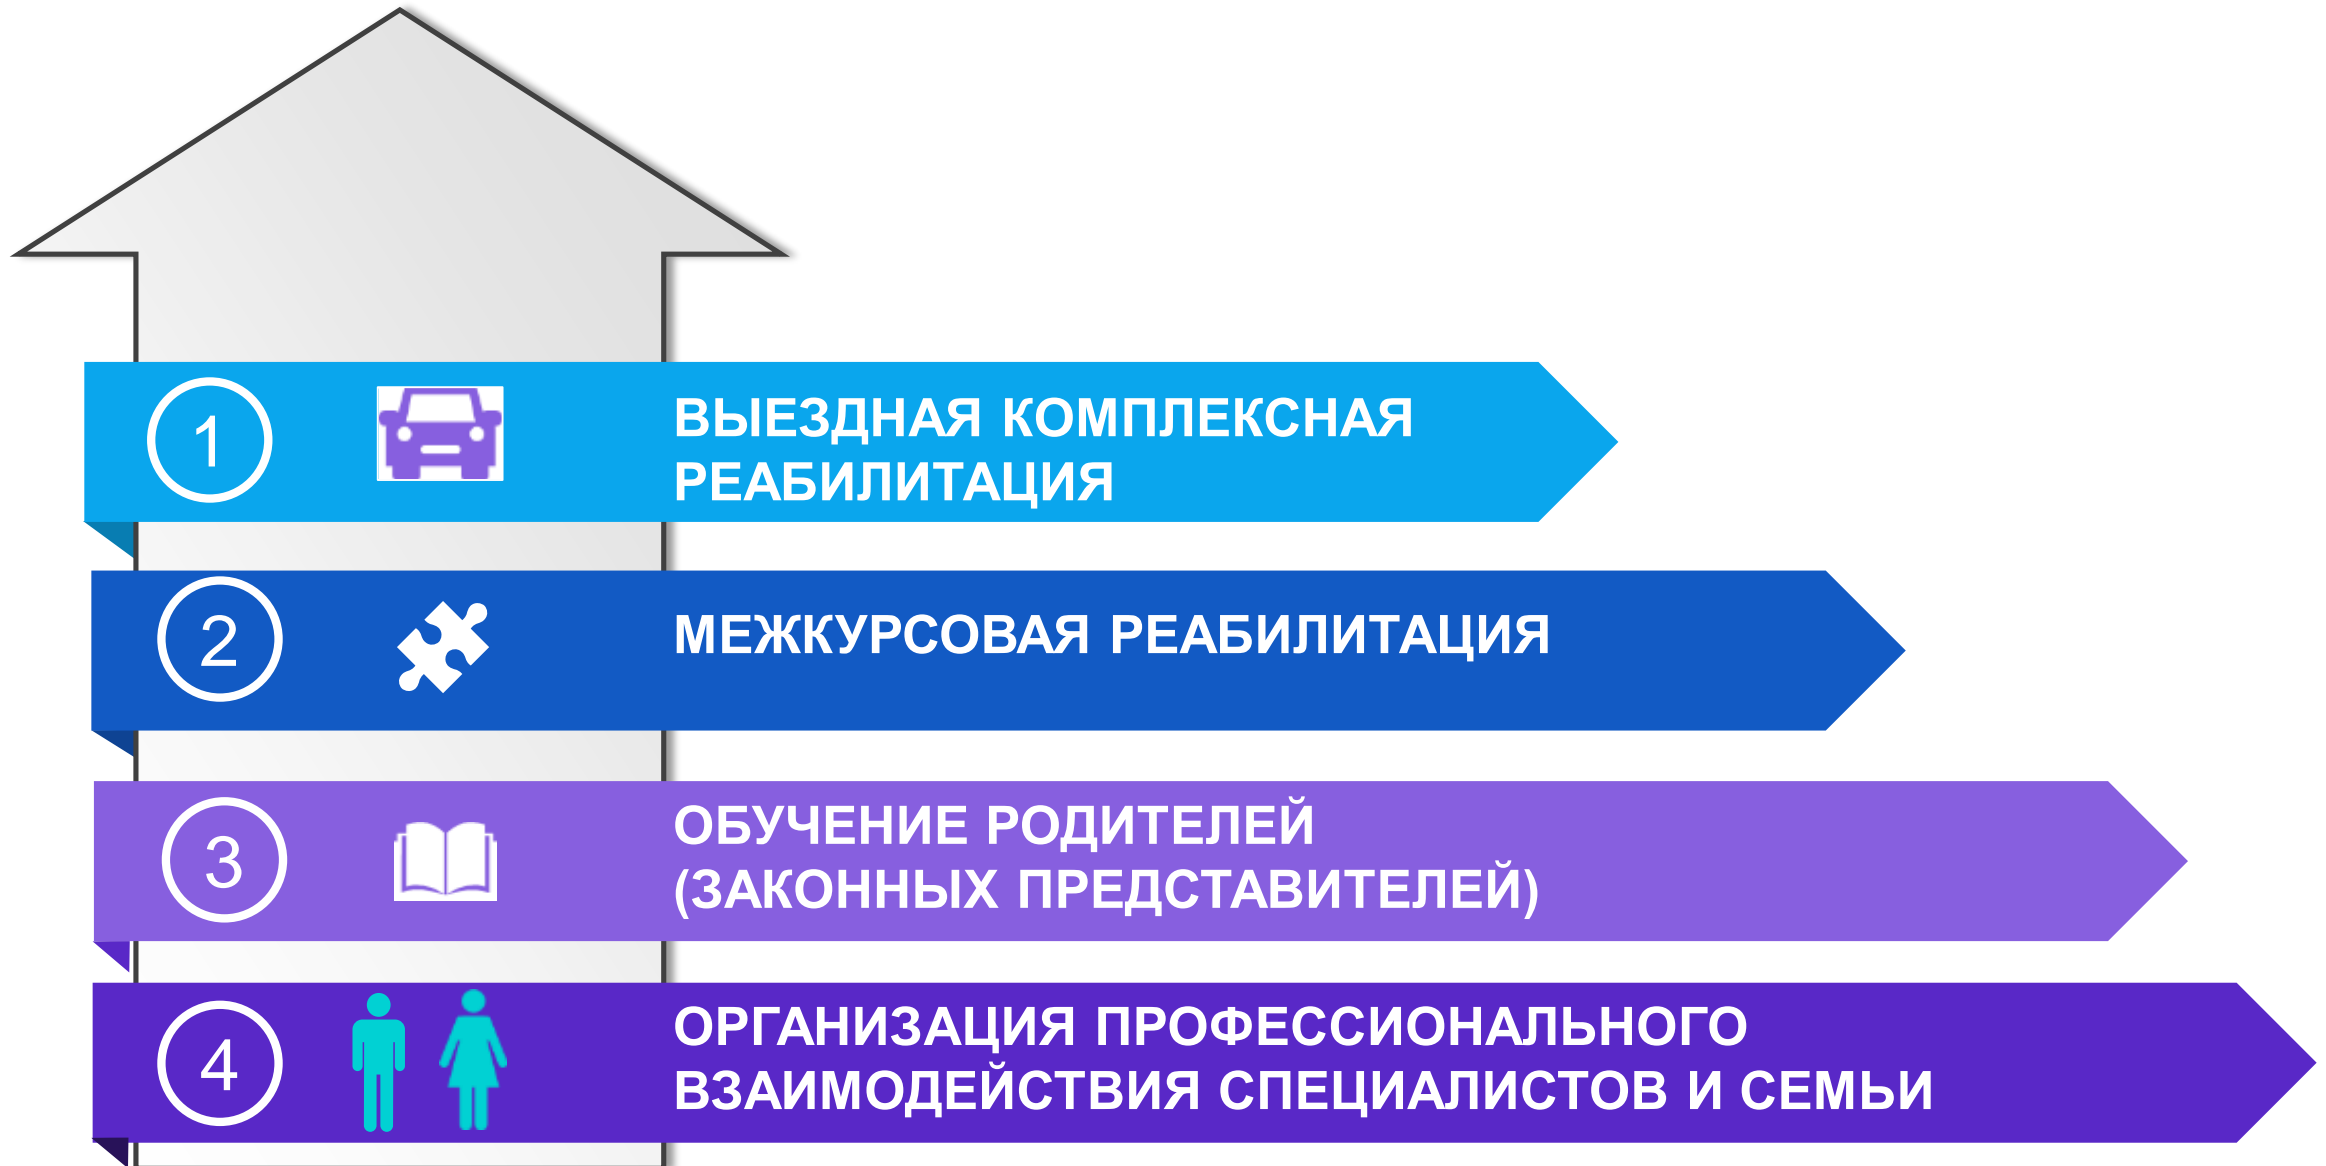 1
ВЫЕЗДНАЯ КОМПЛЕКСНАЯ
РЕАБИЛИТАЦИЯ
2
МЕЖКУРСОВАЯ РЕАБИЛИТАЦИЯ
3
ОБУЧЕНИЕ РОДИТЕЛЕЙ
(ЗАКОННЫХ ПРЕДСТАВИТЕЛЕЙ)
4
ОРГАНИЗАЦИЯ ПРОФЕССИОНАЛЬНОГО
ВЗАИМОДЕЙСТВИЯ СПЕЦИАЛИСТОВ И СЕМЬИ